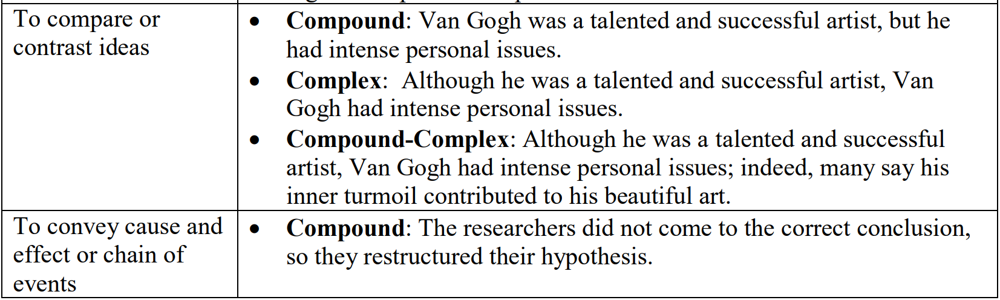 To compare or
contrast ideas
• Compound: Van Gogh was a talented and successful artist, but he
had intense personal issues.
• Complex:  Although he was a talented and successful artist, Van
Gogh had intense personal issues.
• Compound-Complex: Although he was a talented and successful
artist, Van Gogh had intense personal issues; indeed, many say his
inner turmoil contributed to his beautiful art.
To convey cause and
effect or chain of
events
• Compound: The researchers did not come to the correct conclusion,
so they restructured their hypothesis.